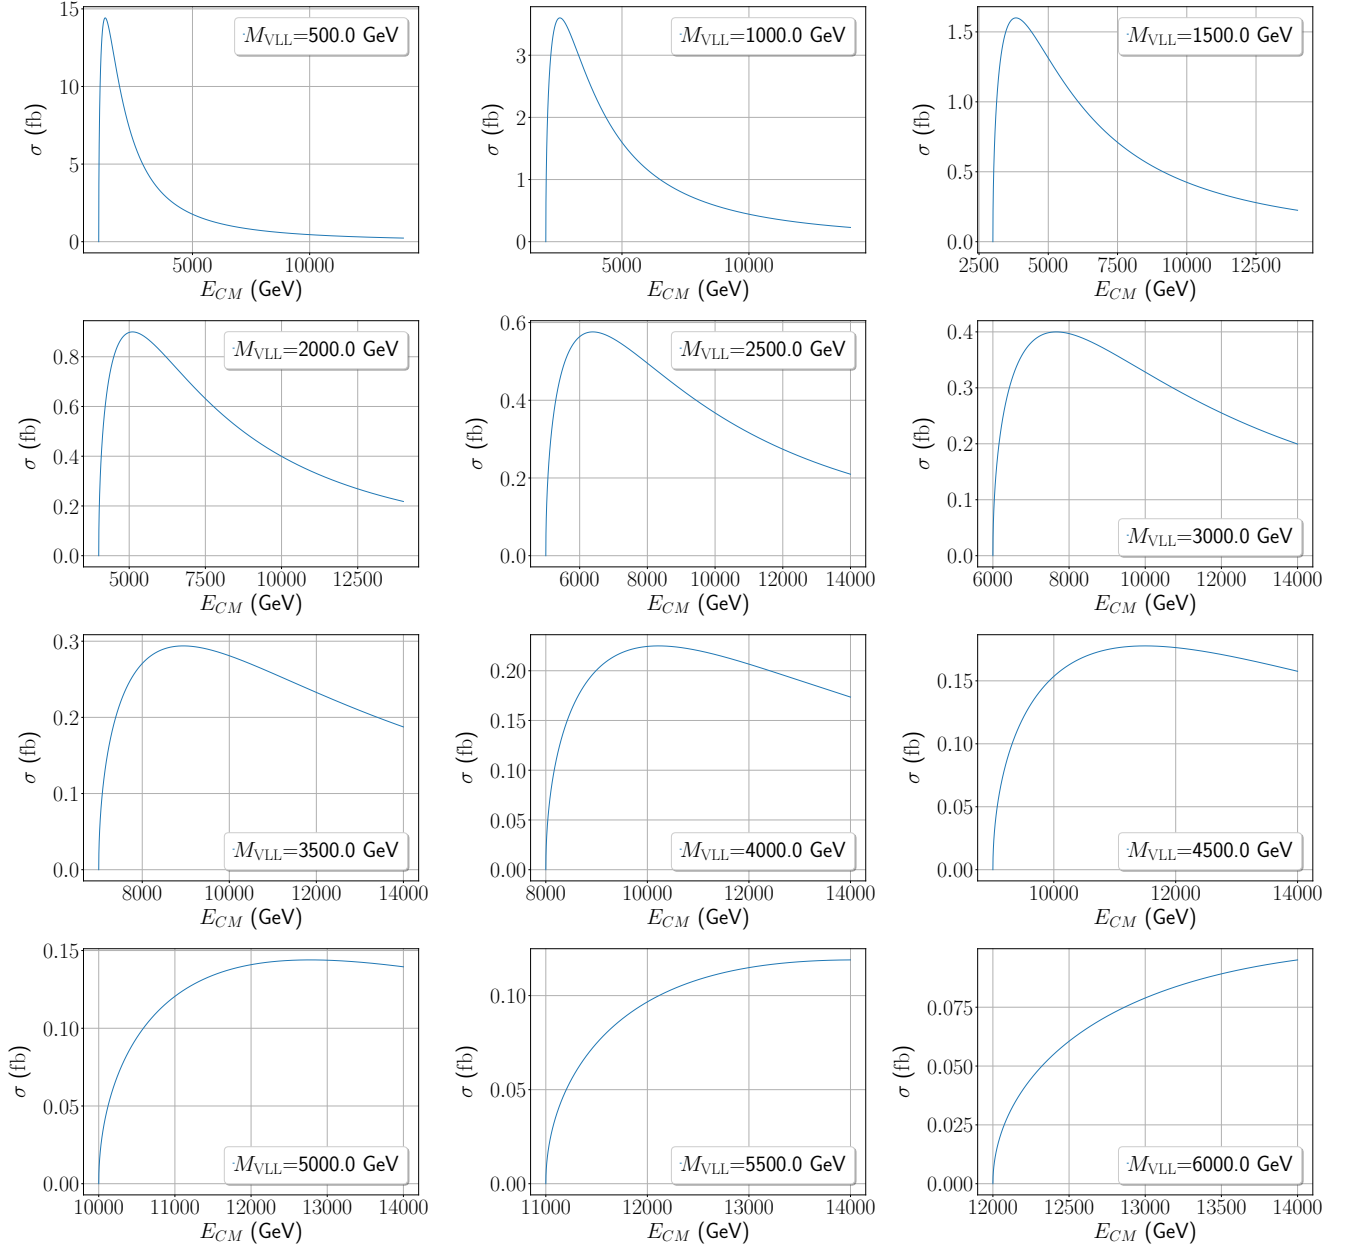 15
10
5
0
σ (fb)
M_VLL=500.0 GeV
5000 10000
E_CM (GeV)
3
2
1
0
σ (fb)
M_VLL=1000.0 GeV
5000 10000
E_CM (GeV)
1.5
1.0
0.5
0.0
σ (fb)
M_VLL=1500.0 GeV
2500 5000 7500 10000 12500
E_CM (GeV)
0.8
0.6
0.4
0.2
0.0
σ (fb)
M_VLL=2000.0 GeV
5000 7500 10000 12500
E_CM (GeV)
0.6
0.4
0.2
0.0
σ (fb)
M_VLL=2500.0 GeV
6000 8000 10000 12000 14000
E_CM (GeV)
0.4
0.3
0.2
0.1
0.0
σ (fb)
M_VLL=3000.0 GeV
6000 8000 10000 12000 14000
E_CM (GeV)
0.3
0.2
0.1
0.0
σ (fb)
M_VLL=3500.0 GeV
8000 10000 12000 14000
E_CM (GeV)
0.20
0.15
0.10
0.05
0.00
σ (fb)
M_VLL=4000.0 GeV
8000 10000 12000 14000
E_CM (GeV)
0.15
0.10
0.05
0.00
σ (fb)
M_VLL=4500.0 GeV
10000 12000 14000
E_CM (GeV)
0.15
0.10
0.05
0.00
σ (fb)
M_VLL=5000.0 GeV
10000 11000 12000 13000 14000
E_CM (GeV)
0.10
0.05
0.00
σ (fb)
M_VLL=5500.0 GeV
11000 12000 13000 14000
E_CM (GeV)
0.075
0.050
0.025
0.000
σ (fb)
M_VLL=6000.0 GeV
12000 12500 13000 13500 14000
E_CM (GeV)